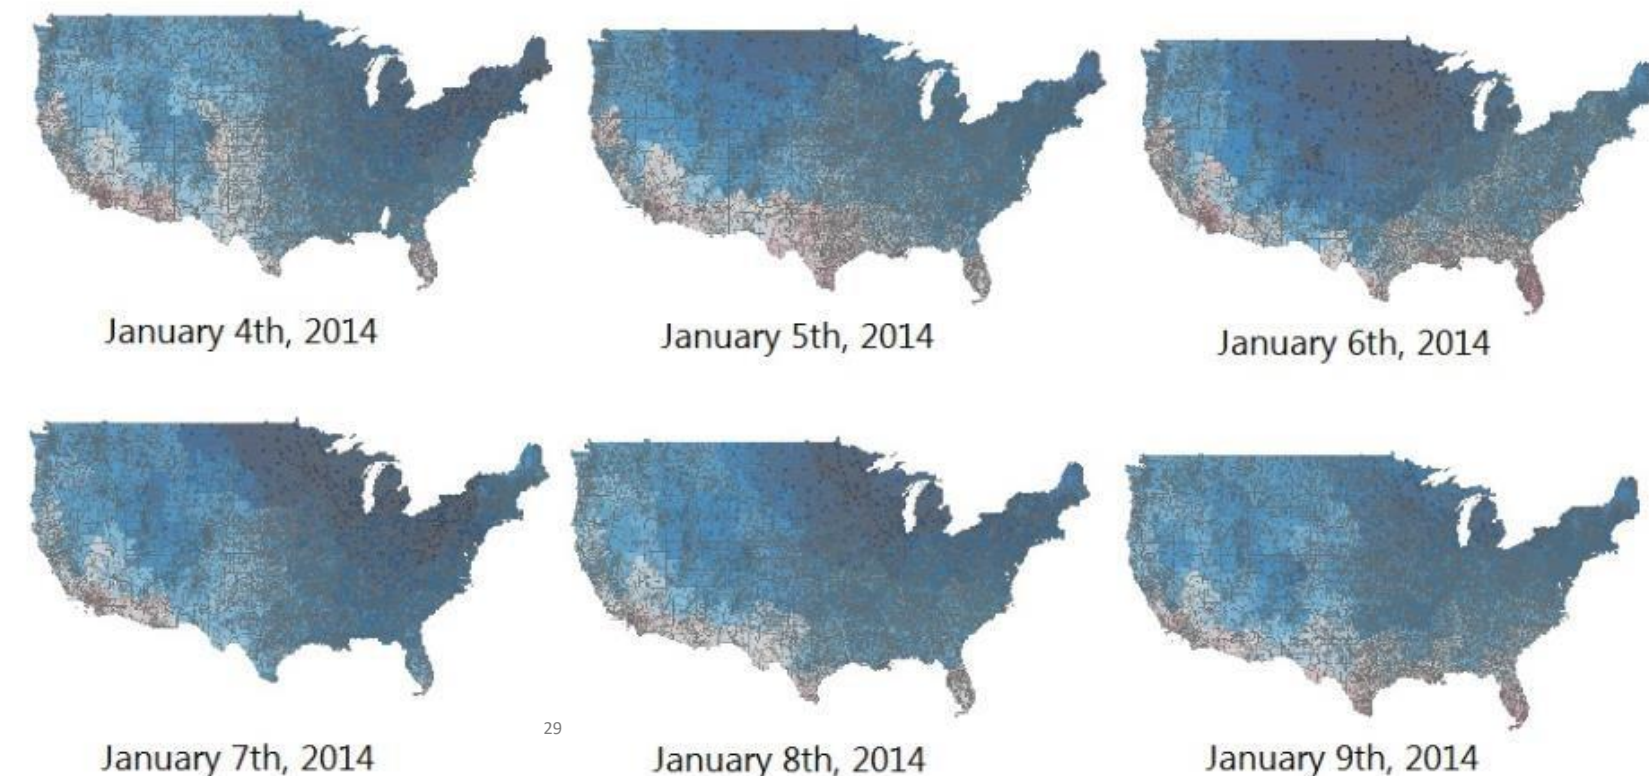 January 4th, 2014
January 5th, 2014
January 6th, 2014
29
January 7th, 2014
January 8th, 2014
January 9th, 2014